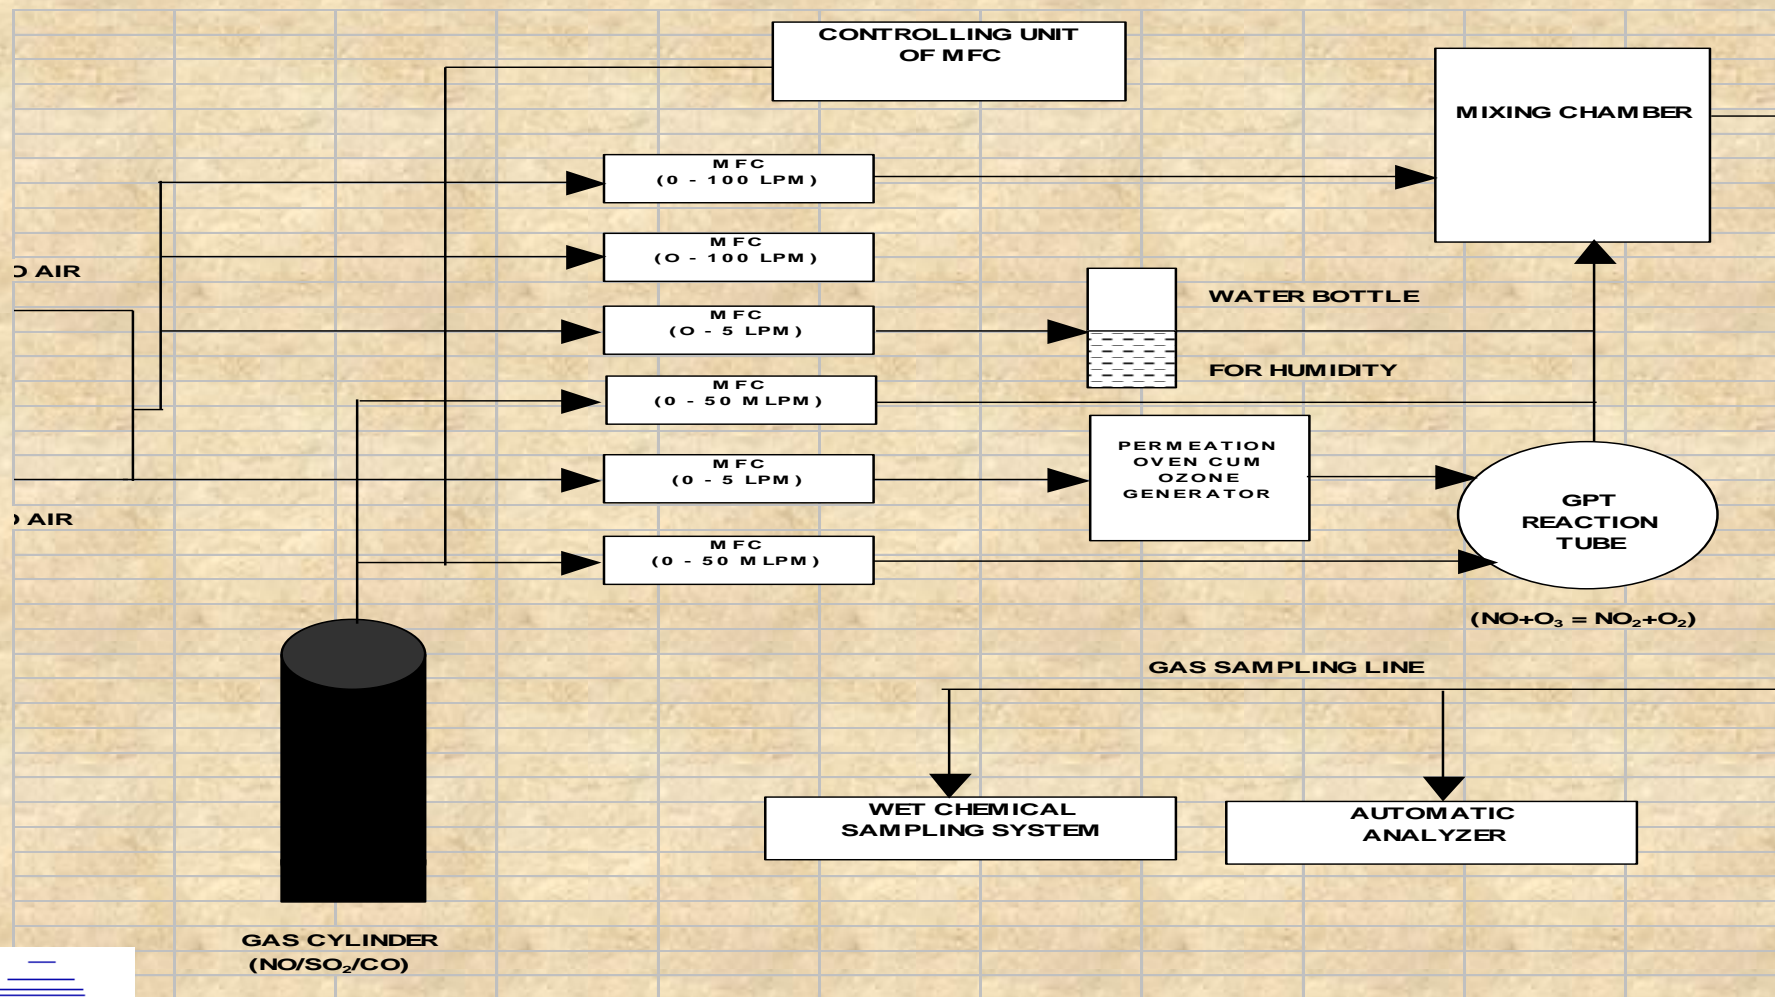 CONTROLLING UNIT
OF MFC
MIXING CHAMBER
MFC
(0 - 100 LPM)
MFC
(O - 100 LPM)
O AIR
MFC
(O - 5 LPM)
WATER BOTTLE
FOR HUMIDITY
MFC
(0 - 50 MLPM)
MFC
(0 - 5 LPM)
PERMEATION
OVEN CUM
OZONE
GENERATOR
GPT
REACTION
TUBE
AIR
MFC
(0 - 50 MLPM)
(NO+O₃ = NO₂+O₂)
GAS SAMPLING LINE
WET CHEMICAL
SAMPLING SYSTEM
AUTOMATIC
ANALYZER
GAS CYLINDER
(NO/SO₂/CO)